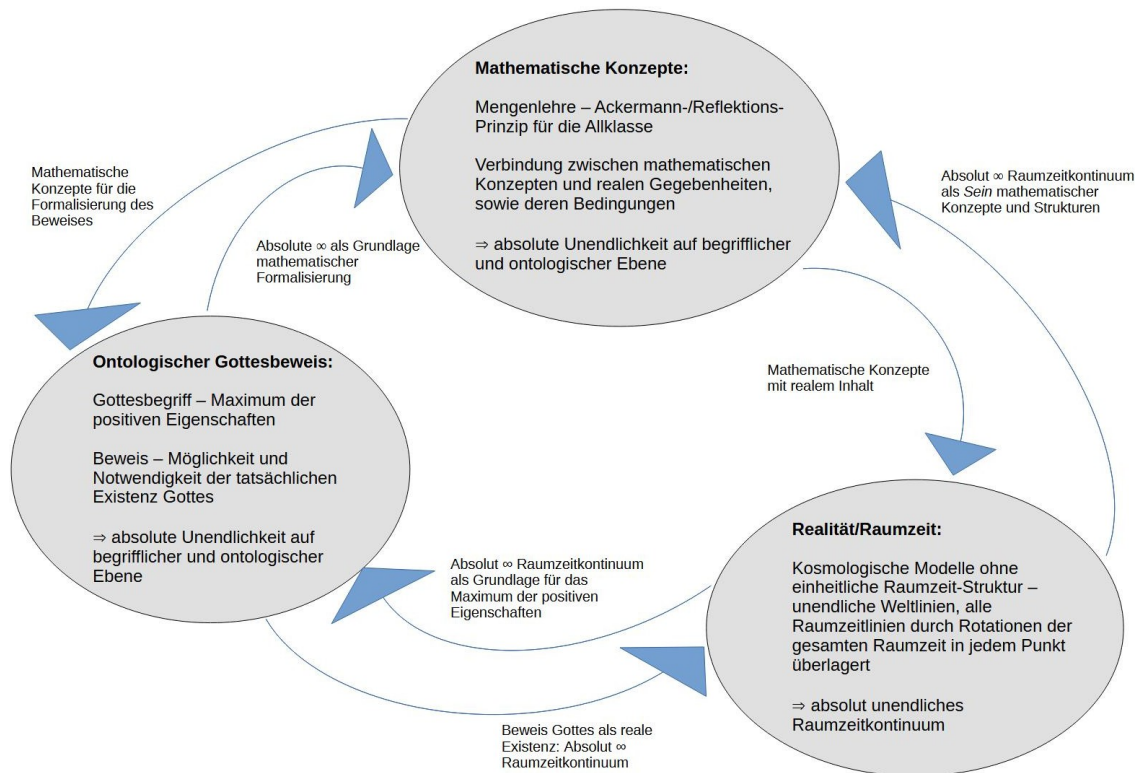 Mathematische Konzepte:
Mengenlehre – Ackermann-/Reflektions-
Prinzip für die Allklasse
Verbindung zwischen mathematischen
Konzepten und realen Gegebenheiten,
sowie deren Bedingungen
⇒ absolute Unendlichkeit auf begrifflicher
und ontologischer Ebene
Mathematische
Konzepte für die
Formalisierung des
Beweises
Absolute ∞ als Grundlage
mathematischer
Formalisierung
Absolut ∞ Raumzeitkontinuum
als Sein mathematischer
Konzepte und Strukturen
Ontologischer Gottesbeweis:
Gottesbegriff – Maximum der
positiven Eigenschaften
Beweis – Möglichkeit und
Notwendigkeit der tatsächlichen
Existenz Gottes
⇒ absolute Unendlichkeit auf
begrifflicher und ontologischer
Ebene
Mathematische Konzepte
mit realem Inhalt
Absolut ∞ Raumzeitkontinuum
als Grundlage für das
Maximum der positiven
Eigenschaften
Realität/Raumzeit:
Kosmologische Modelle ohne
einheitliche Raumzeit-Struktur –
unendliche Weltlinien, alle
Raumzeitlinien durch Rotationen der
gesamten Raumzeit in jedem Punkt
überlagert
⇒ absolut unendliches
Raumzeitkontinuum
Beweis Gottes als reale
Existenz: Absolut ∞
Raumzeitkontinuum